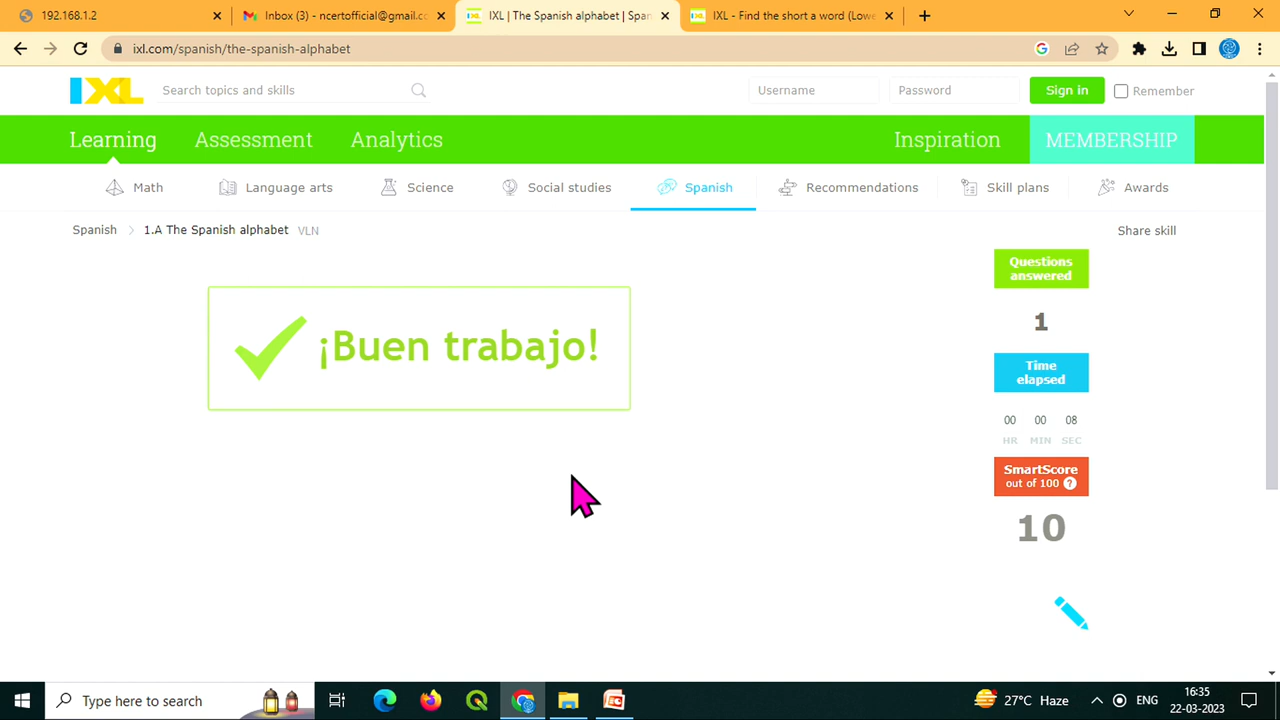 192.168.1.2
Inbox (3) - ncertofficial@gmail.cc
IXL | The Spanish alphabet | Span
IXL - Find the short a word (Lowe
ixl.com/spanish/the-spanish-alphabet
IXL
Search topics and skills
Username
Password
Sign in
Remember
Learning
Assessment
Analytics
Inspiration
MEMBERSHIP
Math
Language arts
Science
Social studies
Spanish
Recommendations
Skill plans
Awards
Spanish
1.A The Spanish alphabet
VLN
Share skill
Questions
answered
1
¡Buen trabajo!
Time
elapsed
00 00 08
HR MIN SEC
SmartScore
out of 100 ?
10
Type here to search
27°C Haze
ENG
16:35
22-03-2023